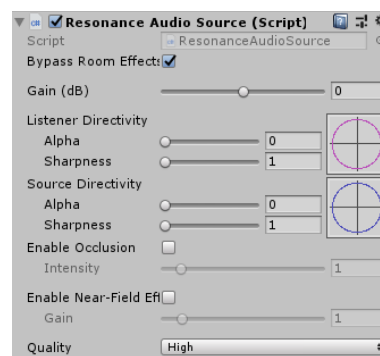 Resonance Audio Source (Script)
Script ResonanceAudioSource
Bypass Room Effects
Gain (dB) 0
Listener Directivity
Alpha 0
Sharpness 1
Source Directivity
Alpha 0
Sharpness 1
Enable Occlusion
Intensity 1
Enable Near-Field Eff
Gain 1
Quality High